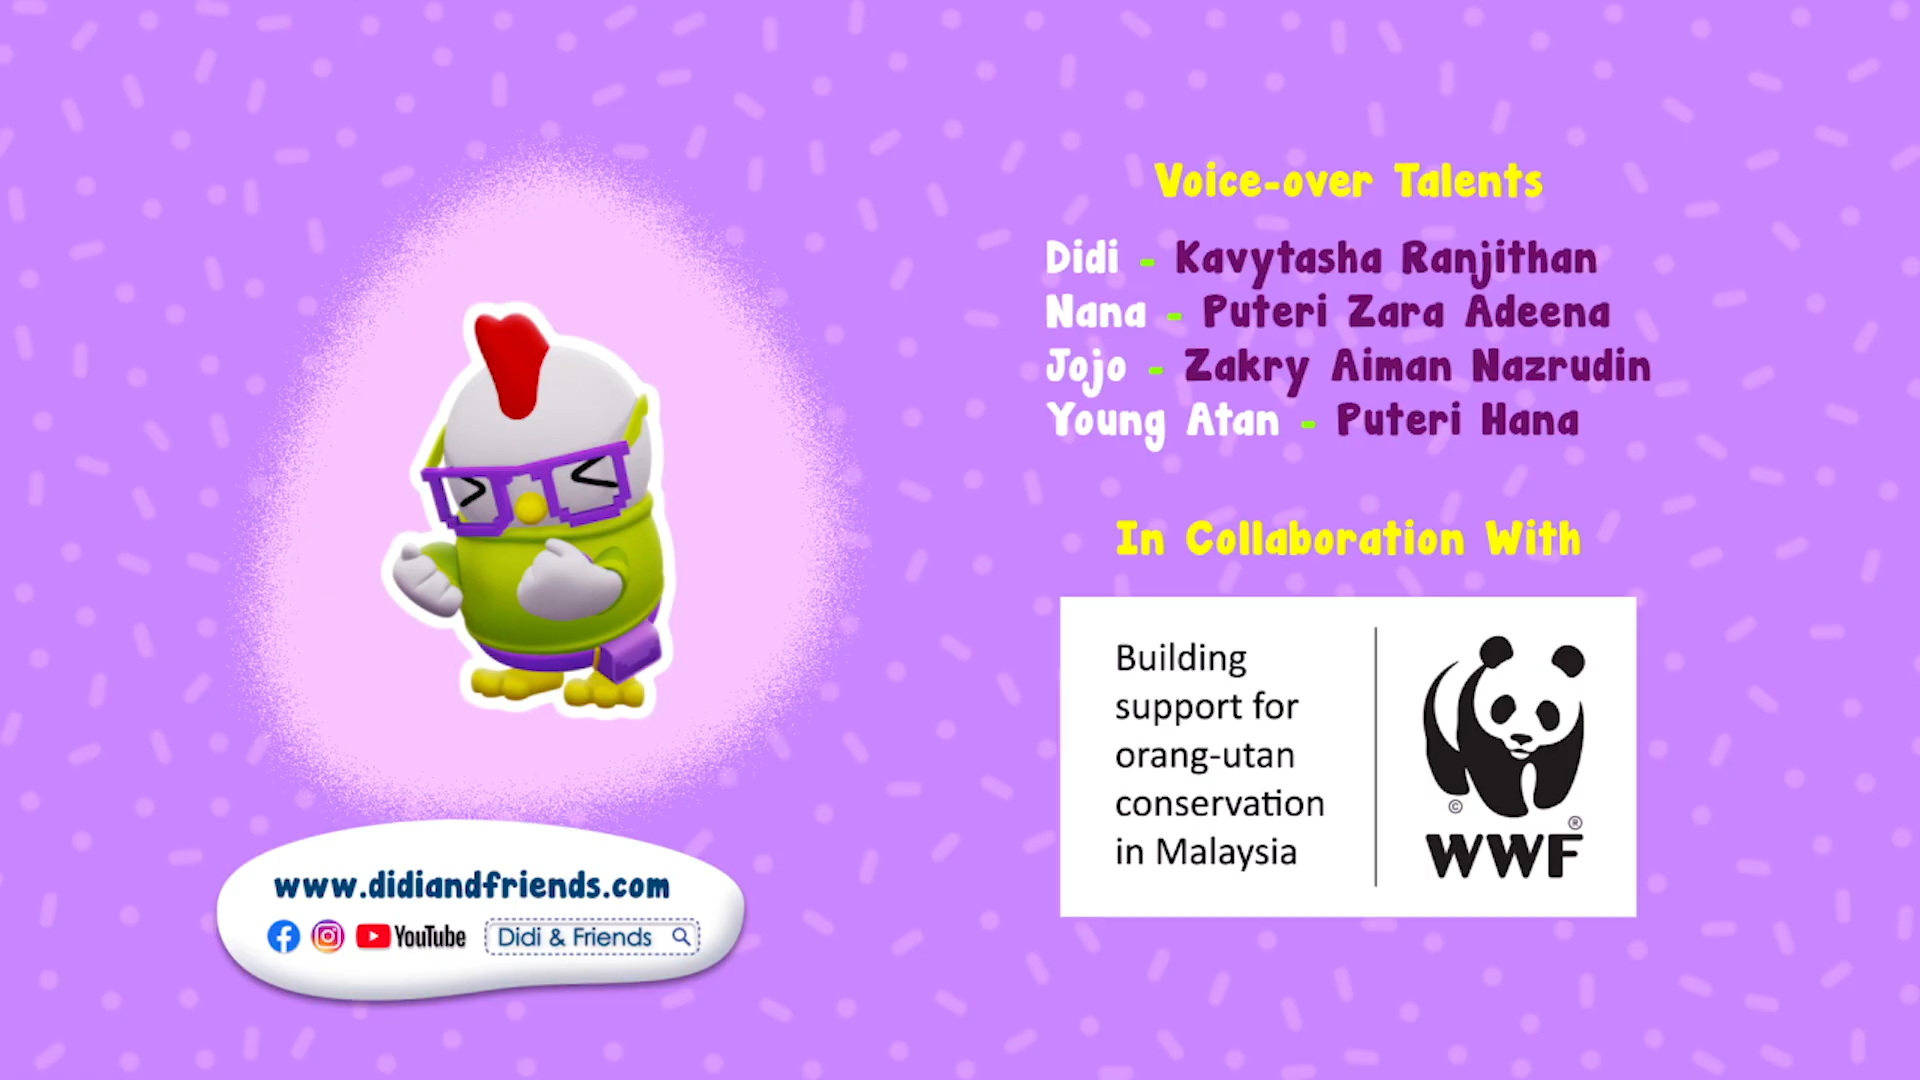 Voice-over Talents
Didi - Kavytasha Ranjithan
Nana - Puteri Zara Adeena
Jojo - Zakry Aiman Nazrudin
Young Atan - Puteri Hana
In Collaboration With
Building
support for
orang-utan
conservation
in Malaysia
©
®
WWF
www.didiandfriends.com
YouTube Didi & Friends